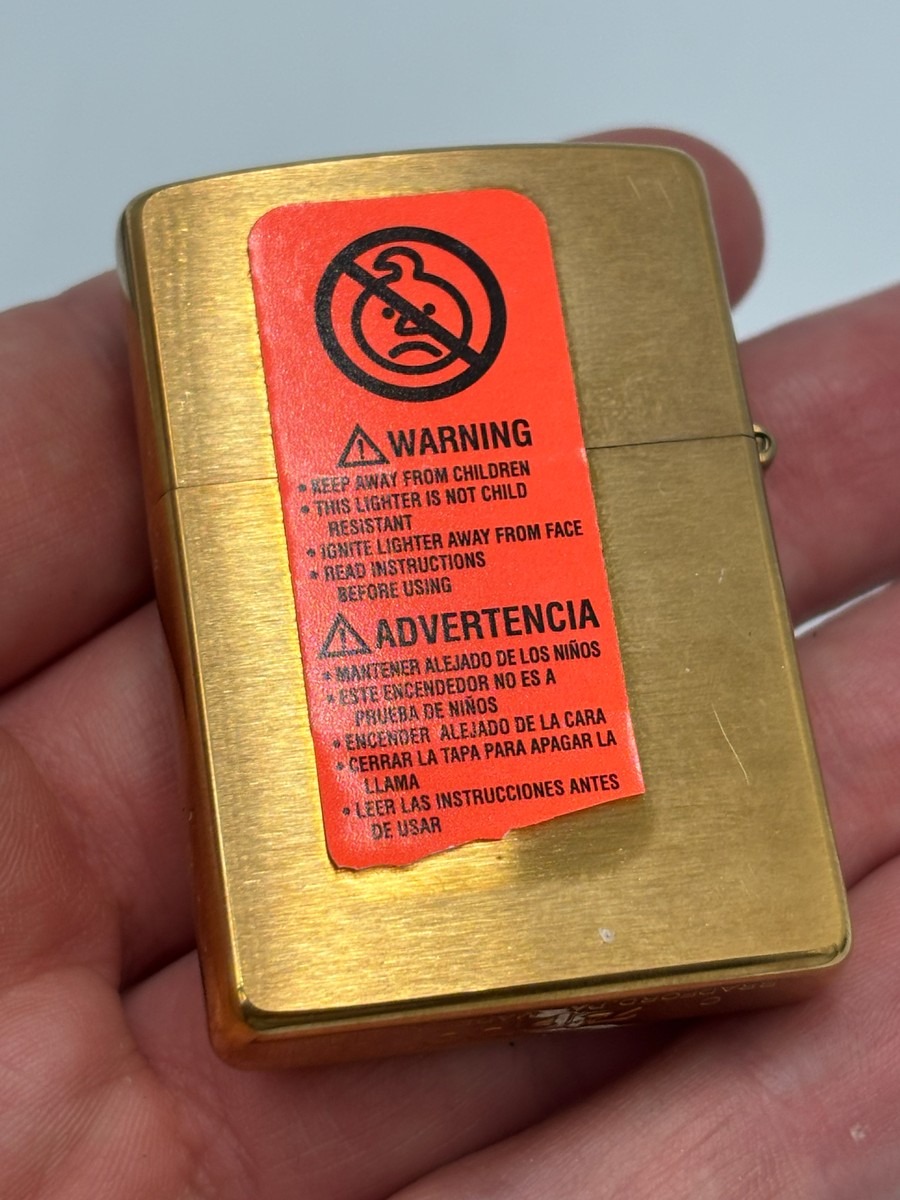 WARNING
• KEEP AWAY FROM CHILDREN
• THIS LIGHTER IS NOT CHILD
RESISTANT
• IGNITE LIGHTER AWAY FROM FACE
• READ INSTRUCTIONS
BEFORE USING
ADVERTENCIA
• MANTENER ALEJADO DE LOS NIÑOS
• ESTE ENCENDEDOR NO ES A
PRUEBA DE NIÑOS
• ENCENDER ALEJADO DE LA CARA
• CERRAR LA TAPA PARA APAGAR LA
LLAMA
• LEER LAS INSTRUCCIONES ANTES
DE USAR
BRADFORD